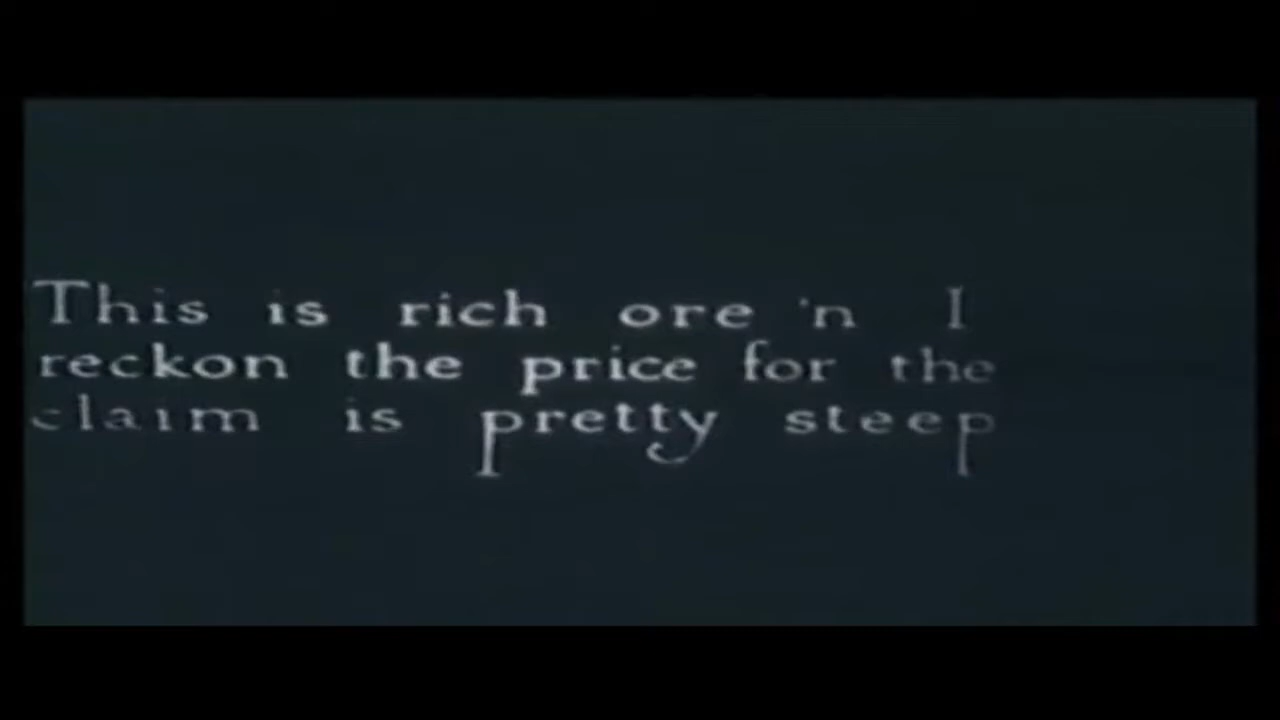 This is rich ore 'n I
reckon the price for the
claim is pretty steep